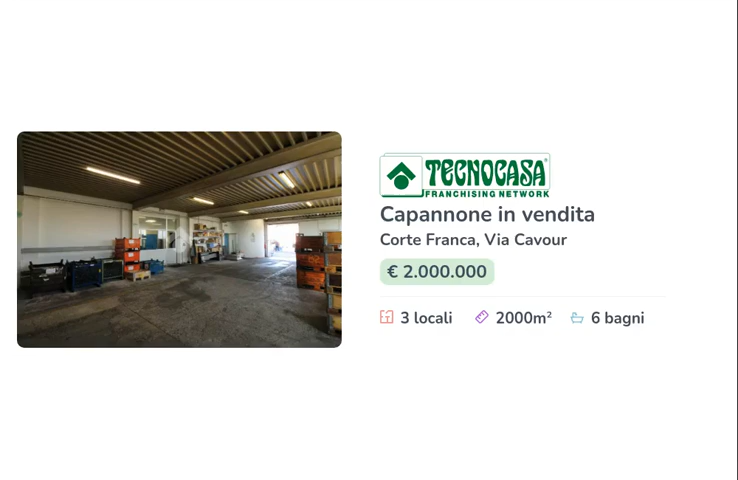 TECNOCASA
FRANCHISING NETWORK
Capannone in vendita
Corte Franca, Via Cavour
€ 2.000.000
3 locali 2000m² 6 bagni